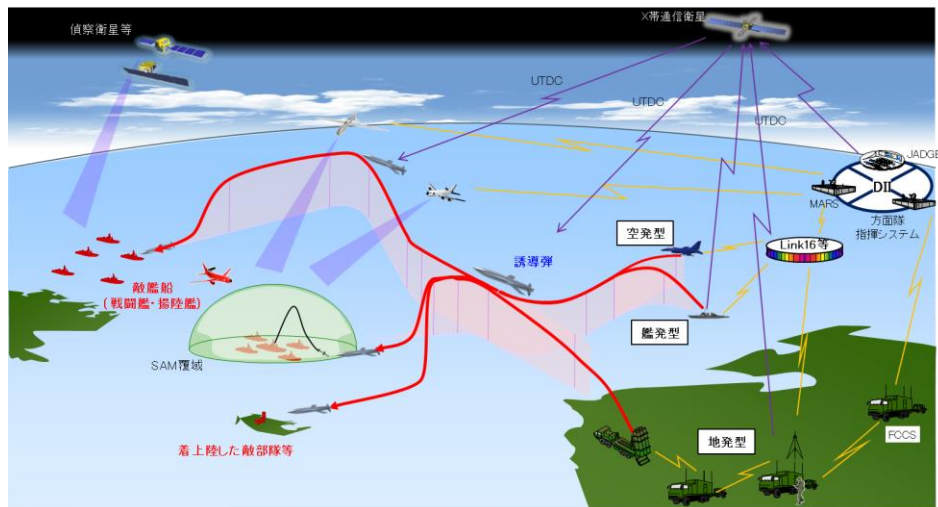 偵察衛星等
X帯通信衛星
UTDC
UTDC
UTDC
JADGE
DII
MARS
方面隊
指揮システム
空発型
Link16等
誘導弾
敵艦船
(戦闘艦・揚陸艦)
艦発型
SAM覆域
着上陸した敵部隊等
地発型
FCCS